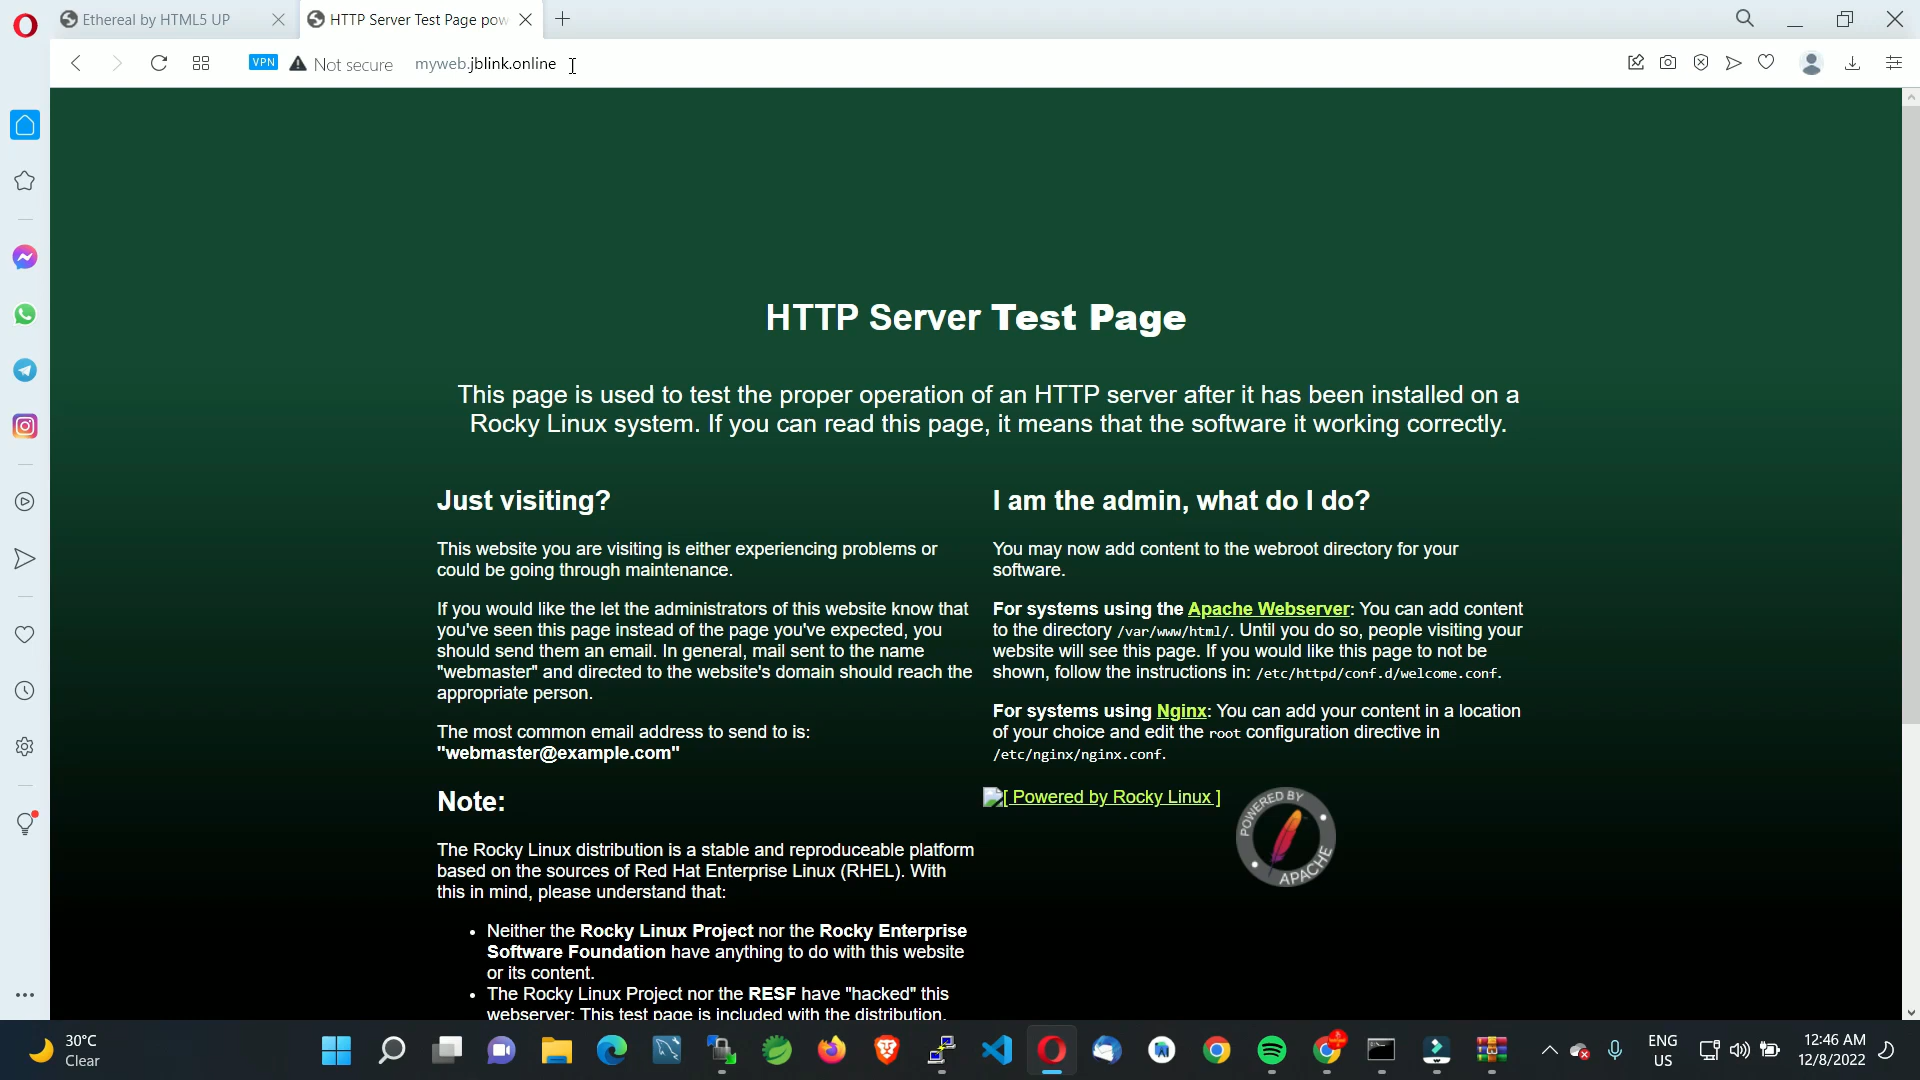 Ethereal by HTML5 UP
HTTP Server Test Page pow
VPN
Not secure
myweb.jblink.online
HTTP Server Test Page
This page is used to test the proper operation of an HTTP server after it has been installed on a
Rocky Linux system. If you can read this page, it means that the software it working correctly.
Just visiting?
This website you are visiting is either experiencing problems or
could be going through maintenance.
If you would like the let the administrators of this website know that
you've seen this page instead of the page you've expected, you
should send them an email. In general, mail sent to the name
"webmaster" and directed to the website's domain should reach the
appropriate person.
The most common email address to send to is:
"webmaster@example.com"
Note:
The Rocky Linux distribution is a stable and reproduceable platform
based on the sources of Red Hat Enterprise Linux (RHEL). With
this in mind, please understand that:
• Neither the Rocky Linux Project nor the Rocky Enterprise
Software Foundation have anything to do with this website
or its content.
• The Rocky Linux Project nor the RESF have "hacked" this
webserver: This test page is included with the distribution.
I am the admin, what do I do?
You may now add content to the webroot directory for your
software.
For systems using the Apache Webserver: You can add content
to the directory /var/www/html/. Until you do so, people visiting your
website will see this page. If you would like this page to not be
shown, follow the instructions in: /etc/httpd/conf.d/welcome.conf.
For systems using Nginx: You can add your content in a location
of your choice and edit the root configuration directive in
/etc/nginx/nginx.conf.
[ Powered by Rocky Linux ]
POWERED BY
APACHE
30°C
Clear
ENG
US
12:46 AM
12/8/2022